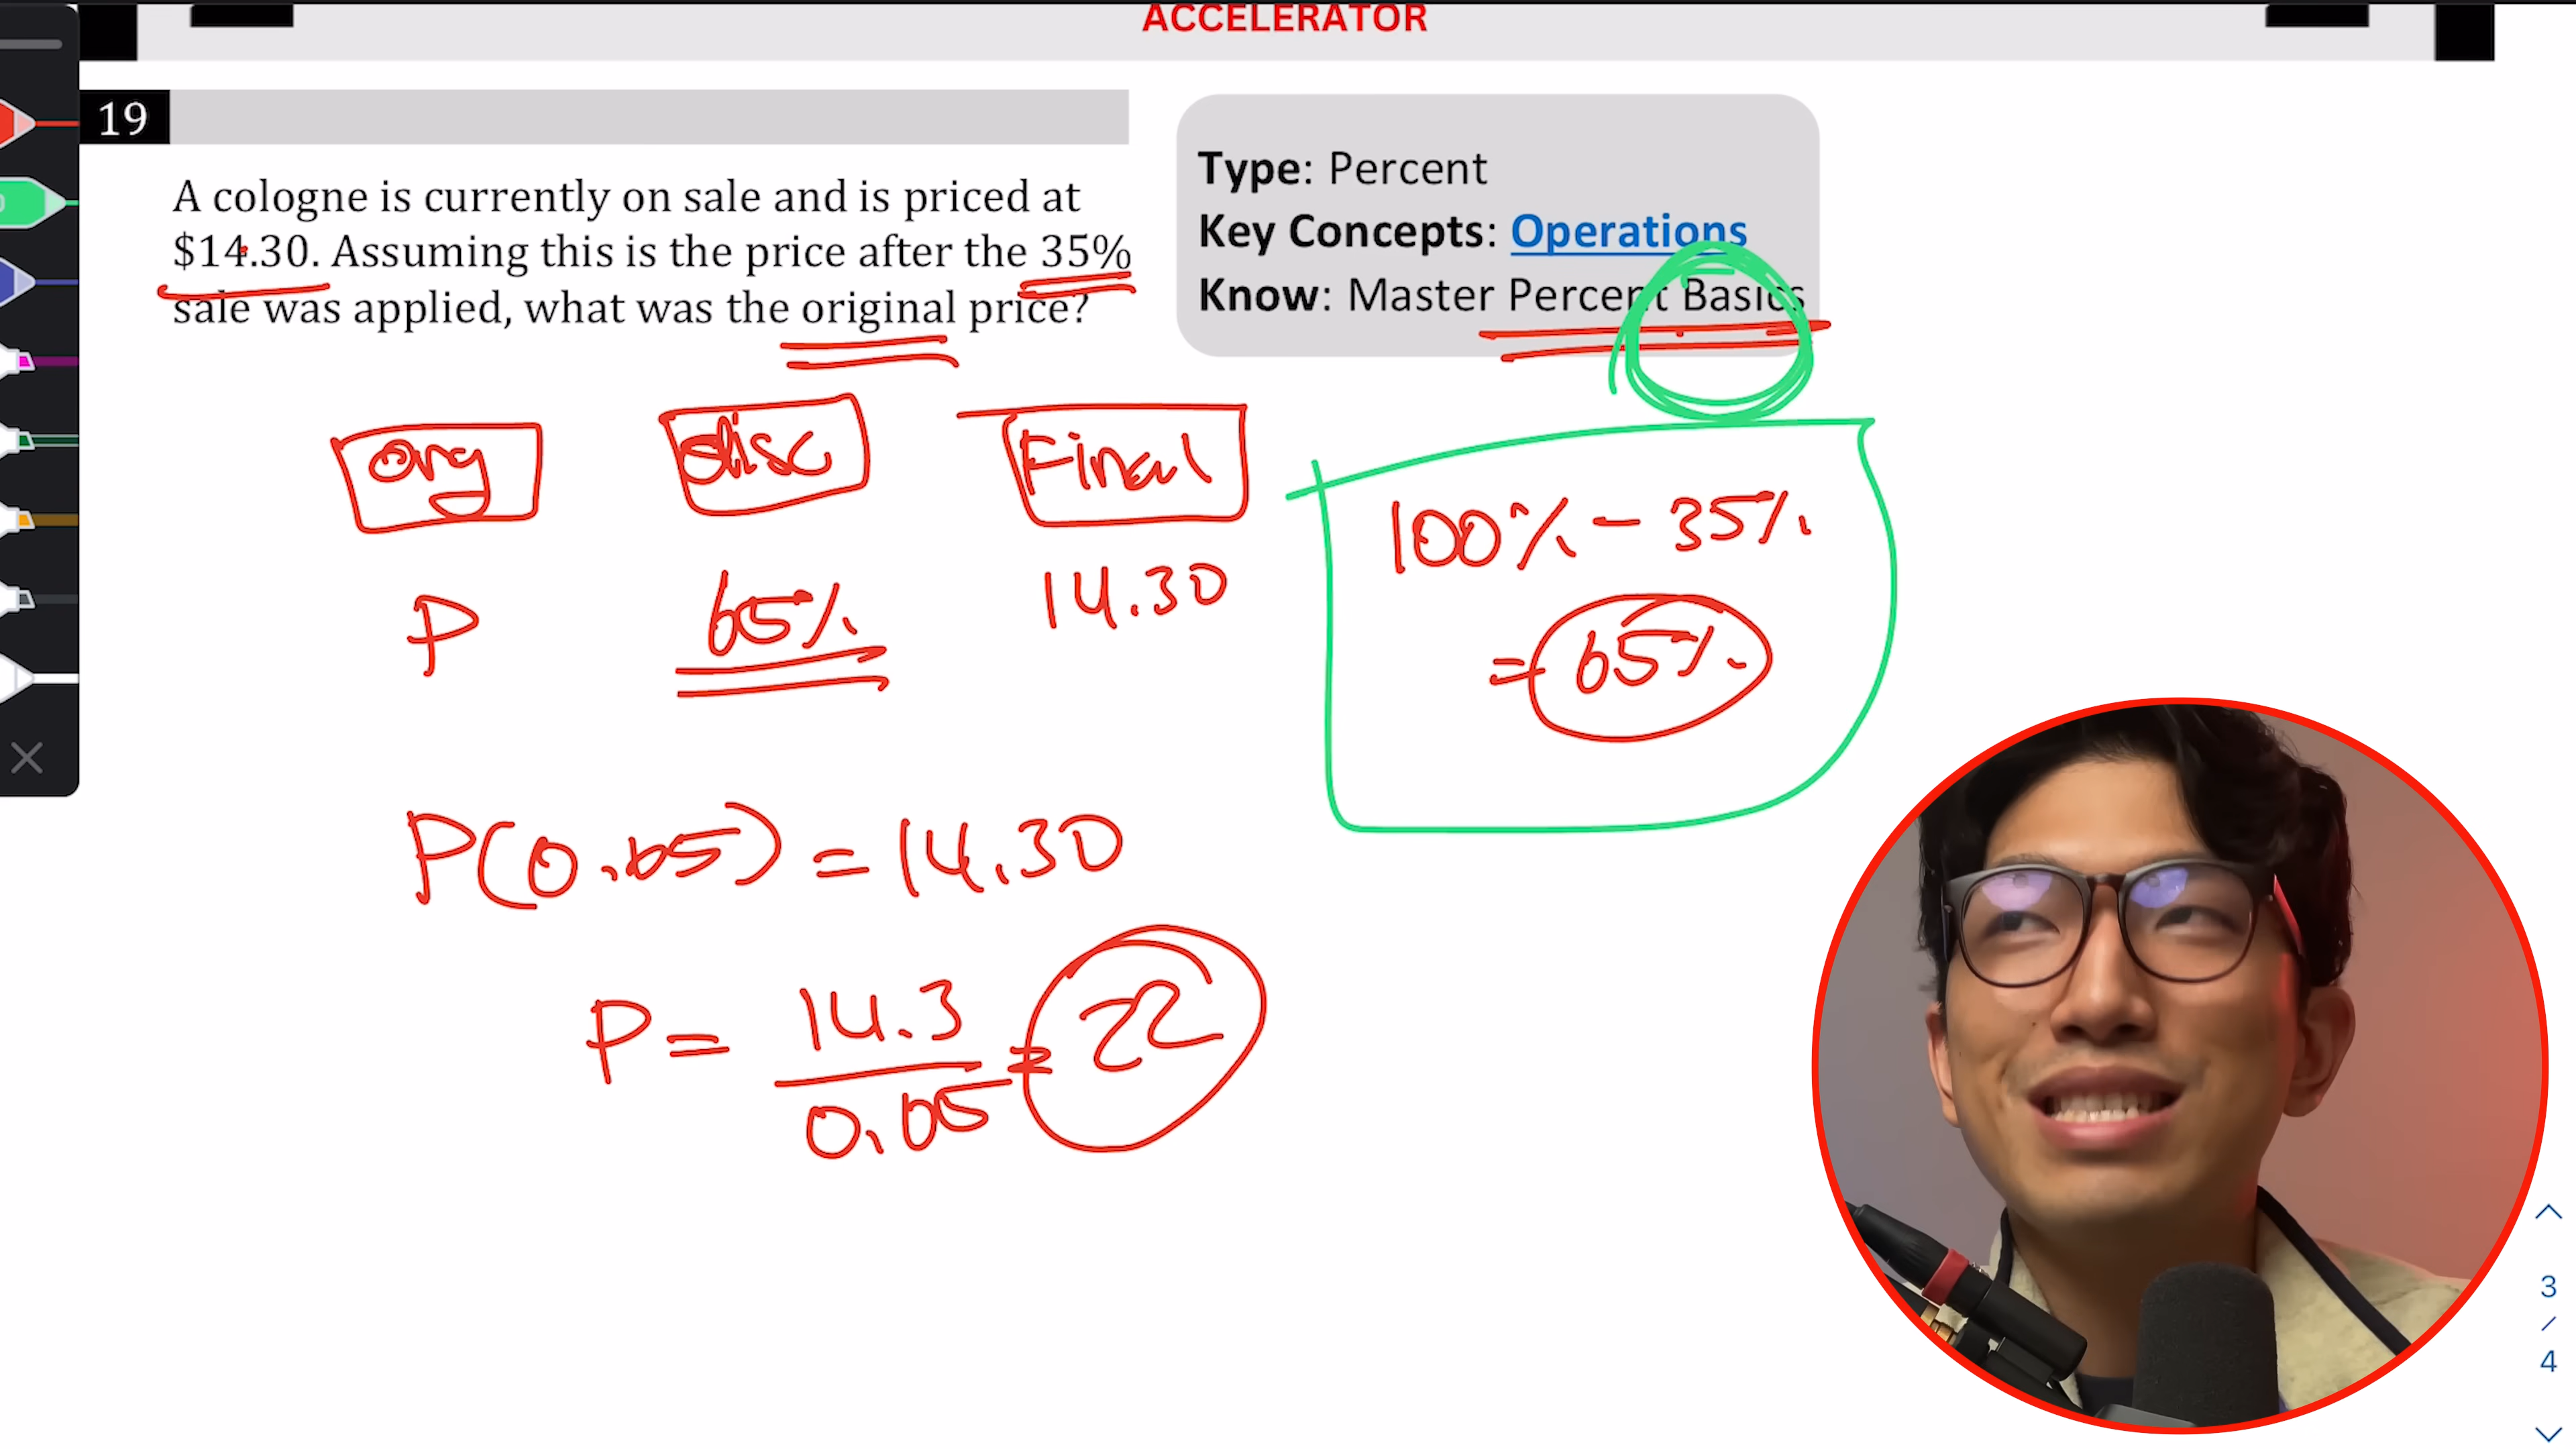 ACCELERATOR
19
A cologne is currently on sale and is priced at
$14.30. Assuming this is the price after the 35%
sale was applied, what was the original price?
Type: Percent
Key Concepts: Operations
Know: Master Percent Basics
Org disc Final
P 65% 14.30
100% - 35%
= 65%
P(0.65) = 14.30
P = 14.3 / 0.65 = 22
3
/
4